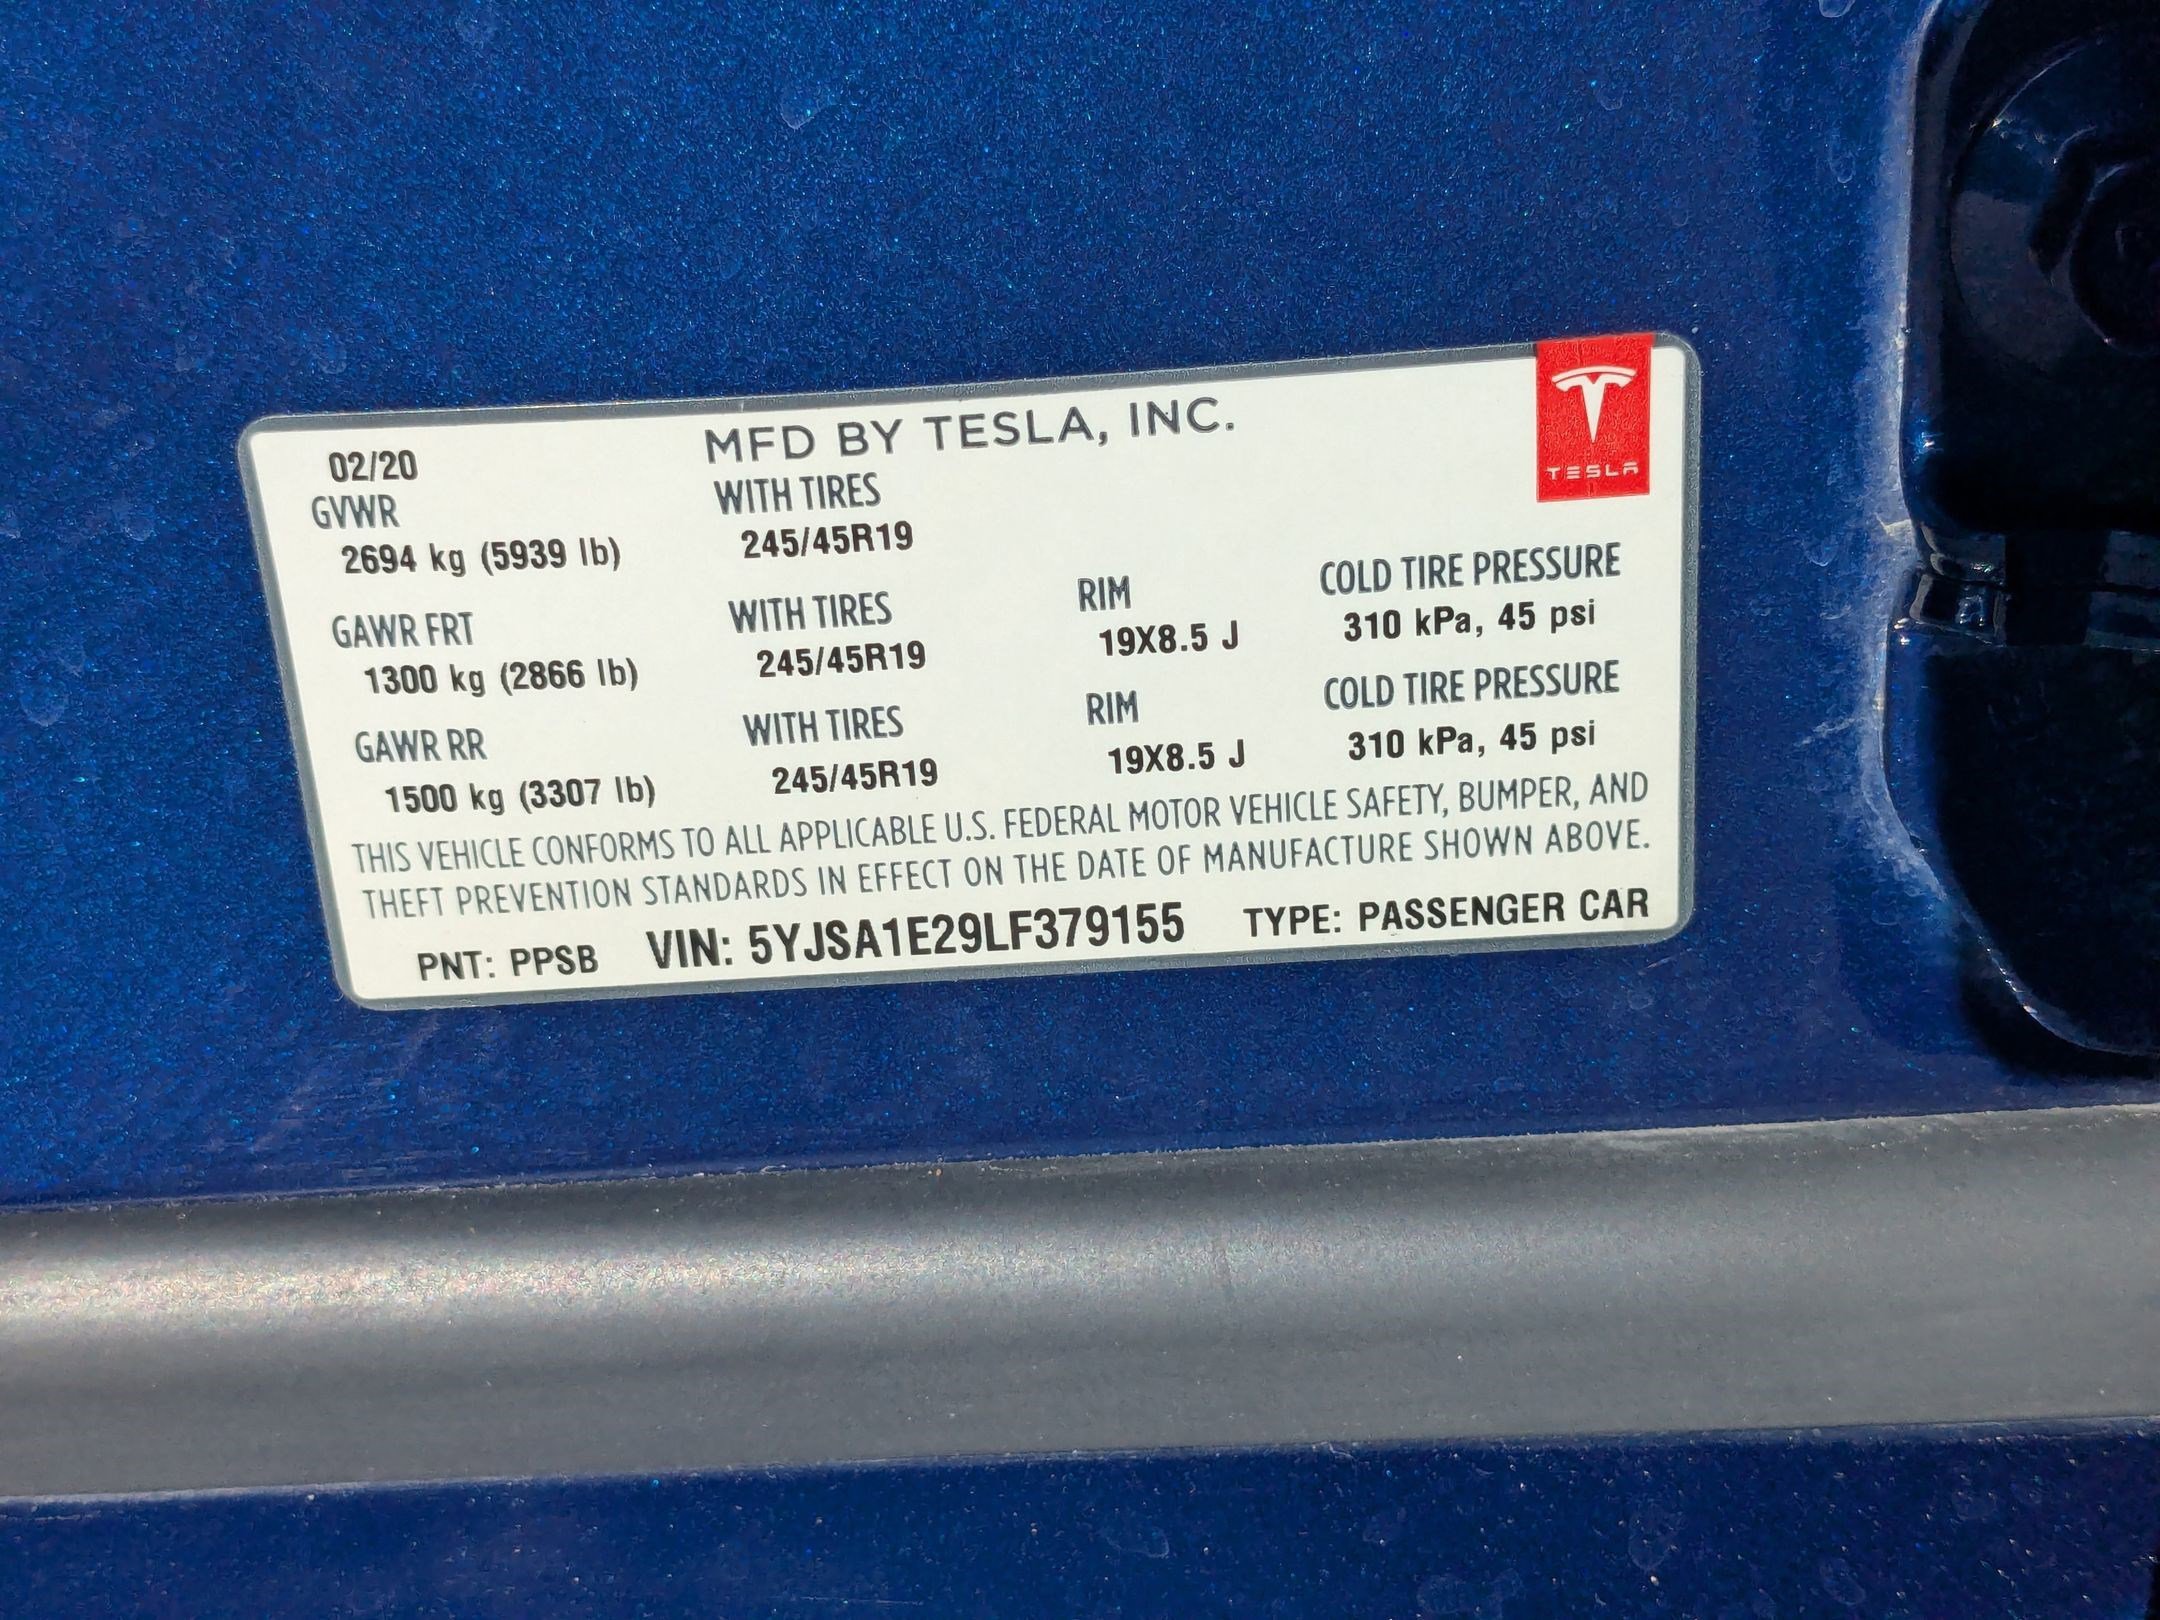 02/20 MFD BY TESLA, INC.
TESLA
GVWR WITH TIRES
2694 kg (5939 lb) 245/45R19
GAWR FRT WITH TIRES RIM COLD TIRE PRESSURE
1300 kg (2866 lb) 245/45R19 19X8.5 J 310 kPa, 45 psi
GAWR RR WITH TIRES RIM COLD TIRE PRESSURE
1500 kg (3307 lb) 245/45R19 19X8.5 J 310 kPa, 45 psi
THIS VEHICLE CONFORMS TO ALL APPLICABLE U.S. FEDERAL MOTOR VEHICLE SAFETY, BUMPER, AND
THEFT PREVENTION STANDARDS IN EFFECT ON THE DATE OF MANUFACTURE SHOWN ABOVE.
PNT: PPSB VIN: 5YJSA1E29LF379155 TYPE: PASSENGER CAR